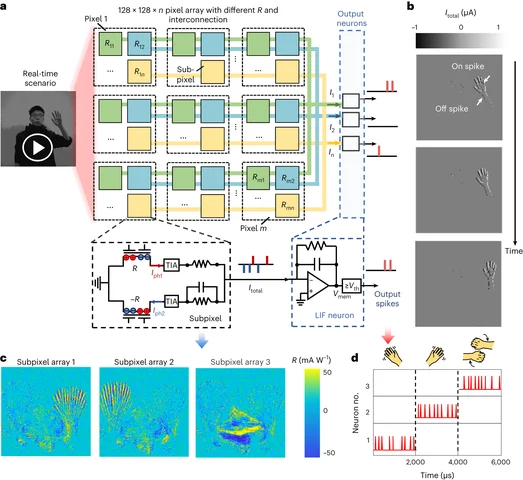 a
128 × 128 × n pixel array with different R and
interconnection
Pixel 1
Output
neurons
R11
R12
R1n
...
Sub-
pixel
...
Real-time
scenario
I1
I2
In
...
...
...
Rm1
Rm2
Rmn
Pixel m
R
Iph1
TIA
−R
Iph2
TIA
Subpixel
Itotal
Vmem
≥Vth
LIF neuron
Output
spikes
b
Itotal (µA)
−1
0
1
On spike
Off spike
Time
c
Subpixel array 1
Subpixel array 2
Subpixel array 3
R (mA W−1)
50
0
−50
d
Neuron no.
3
2
1
2,000
4,000
6,000
Time (µs)